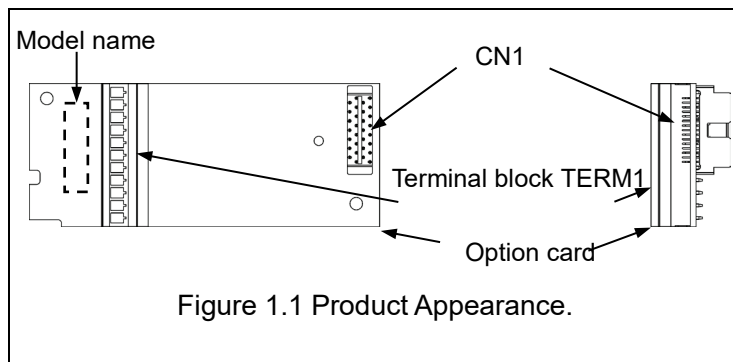 Model name
CN1
Terminal block TERM1
Option card
Figure 1.1 Product Appearance.